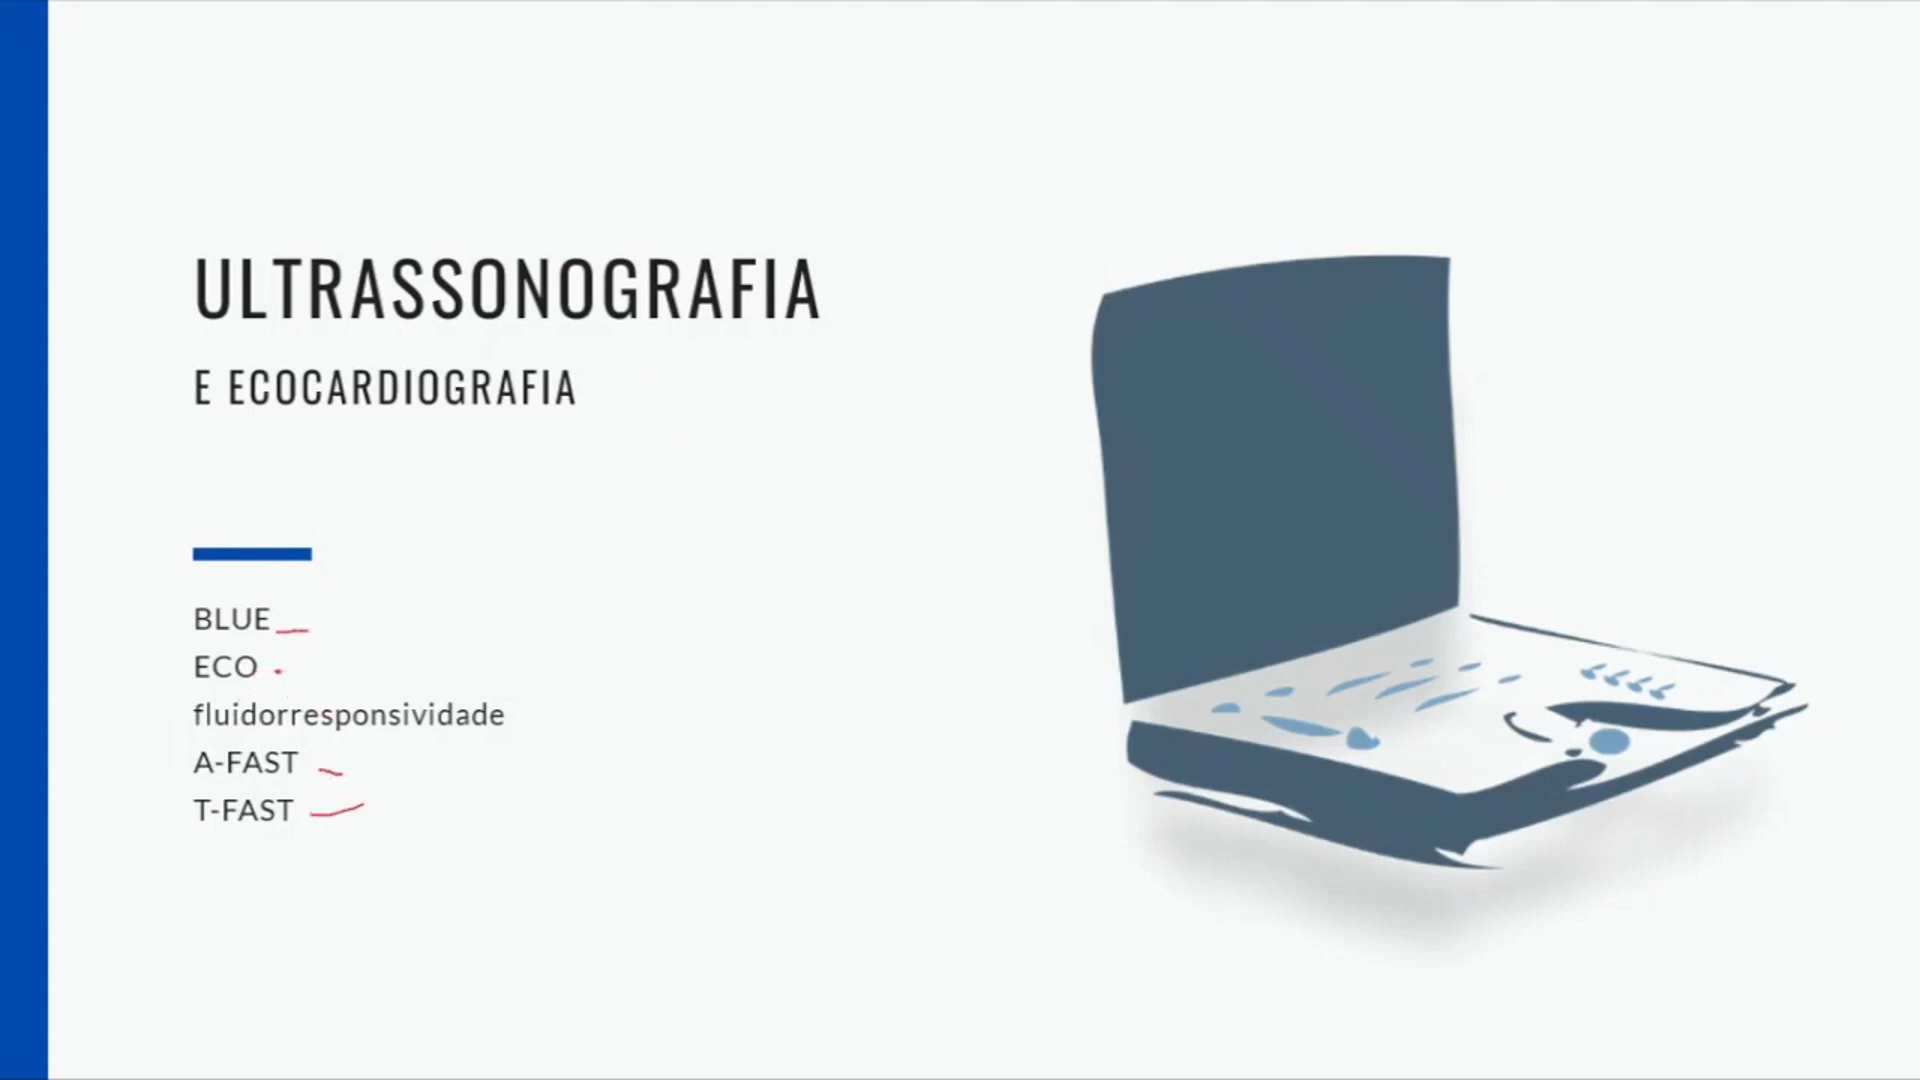 ULTRASSONOGRAFIA
E ECOCARDIOGRAFIA
BLUE
ECO
fluidorresponsividade
A-FAST
T-FAST